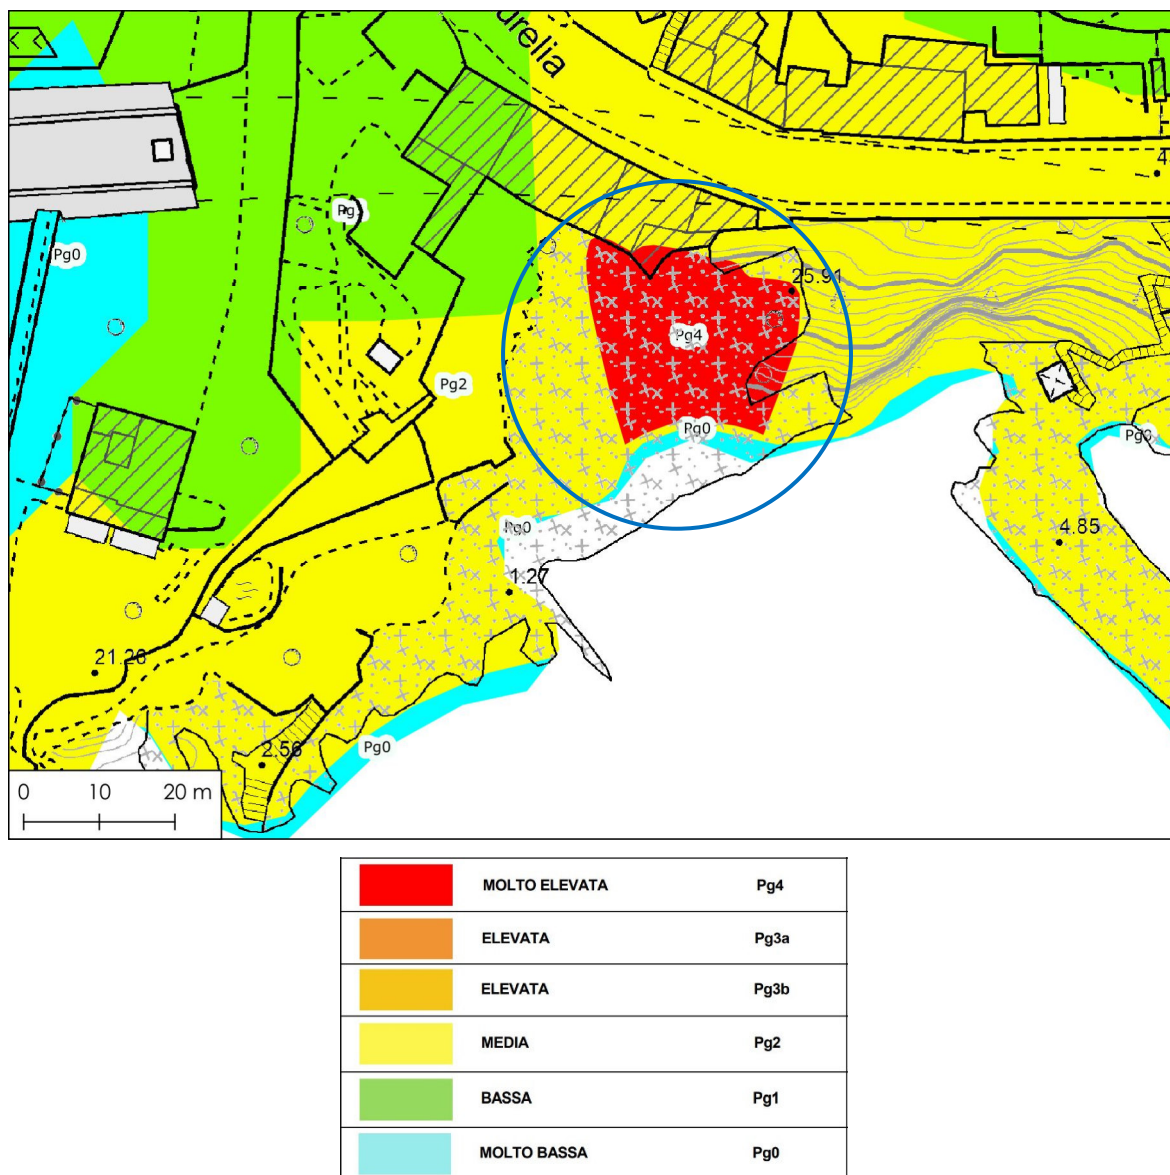 urelia
Pg0
Pg
4
25.91
Pg4
Pg2
Pg0
Pg0
Pg0
4.85
1.27
21.26
2.56
Pg0
0 10 20 m
MOLTO ELEVATA Pg4
ELEVATA Pg3a
ELEVATA Pg3b
MEDIA Pg2
BASSA Pg1
MOLTO BASSA Pg0